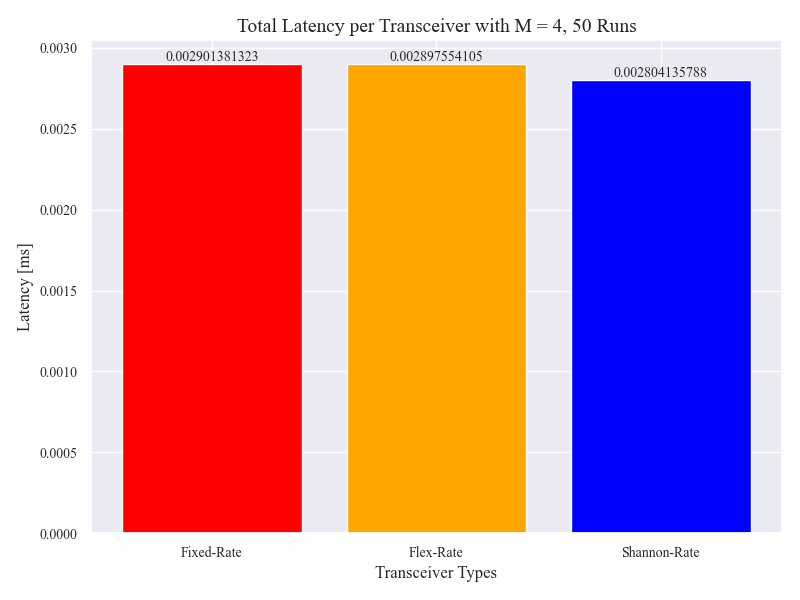 Total Latency per Transceiver with M = 4, 50 Runs
0.0030
0.0025
0.0020
0.0015
0.0010
0.0005
0.0000
Latency [ms]
0.002901381323
0.002897554105
0.002804135788
Fixed-Rate
Flex-Rate
Shannon-Rate
Transceiver Types